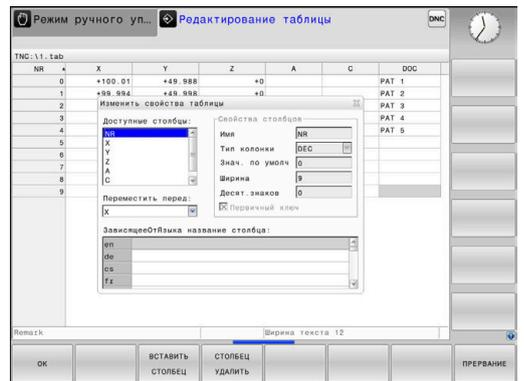 Режим ручного уп…
Редактирование таблицы
DNC
TNC:\1.tab
NR X Y Z A C DOC
0 +100.01 +49.988 +0 PAT 1
1 +99.994 +49.998 +0 PAT 2
2 PAT 3
3 PAT 4
4 PAT 5
5
6
7
8
9
Изменить свойства таблицы
Доступные столбцы:
NR
X
Y
Z
A
C
Переместить перед:
X
Свойства столбцов
Имя NR
Тип колонки DEC
Знач. по умолч 0
Ширина 9
Десят.знаков 0
Первичный ключ
ЗависящееОтЯзыка название столбца:
en
de
cs
fr
Remark
Ширина текста 12
OK
ВСТАВИТЬ СТОЛБЕЦ
СТОЛБЕЦ УДАЛИТЬ
ПРЕРВАНИЕ